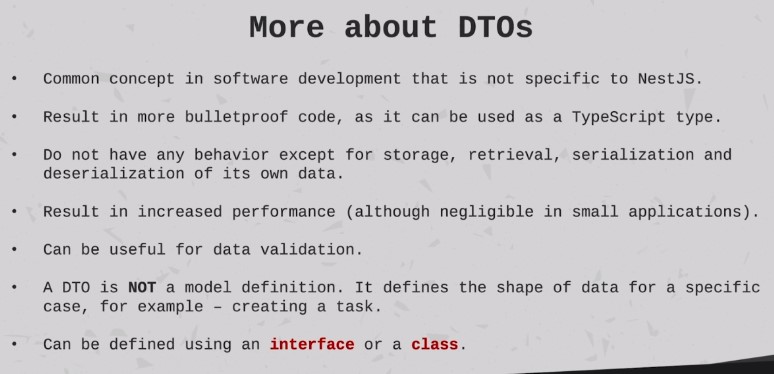 More about DTOs
• Common concept in software development that is not specific to NestJS.
• Result in more bulletproof code, as it can be used as a TypeScript type.
• Do not have any behavior except for storage, retrieval, serialization and
deserialization of its own data.
• Result in increased performance (although negligible in small applications).
• Can be useful for data validation.
• A DTO is NOT a model definition. It defines the shape of data for a specific
case, for example – creating a task.
• Can be defined using an interface or a class.